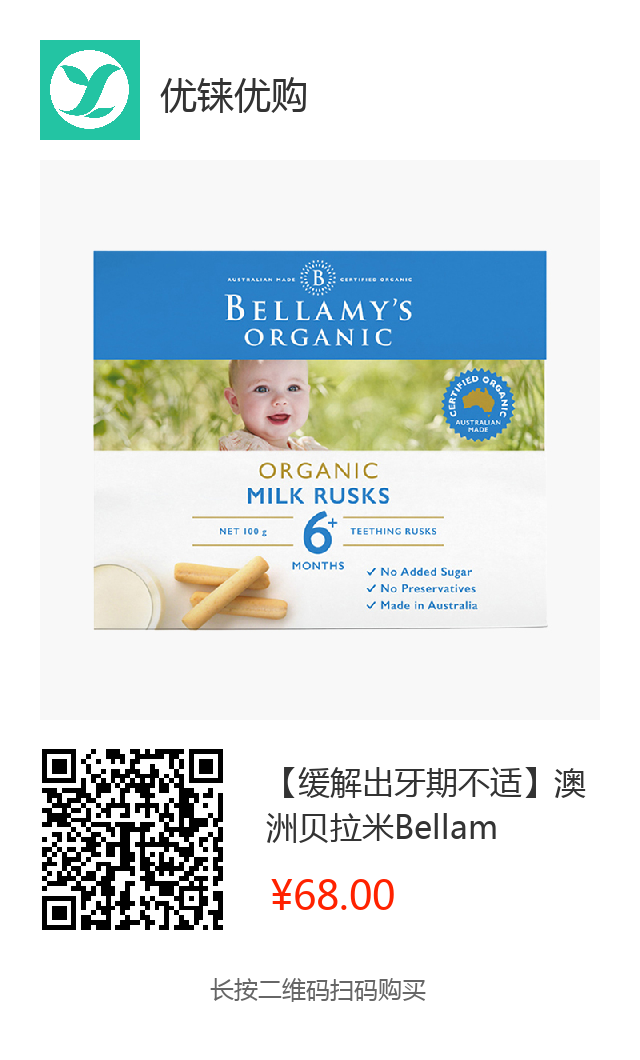 优铼优购
AUSTRALIAN MADE B CERTIFIED ORGANIC
BELLAMY'S
ORGANIC
CERTIFIED ORGANIC
AUSTRALIAN
MADE
ORGANIC
MILK RUSKS
NET 100 g 6+ TEETHING RUSKS
MONTHS
✓ No Added Sugar
✓ No Preservatives
✓ Made in Australia
【缓解出牙期不适】澳
洲贝拉米Bellam
¥68.00
长按二维码扫码购买